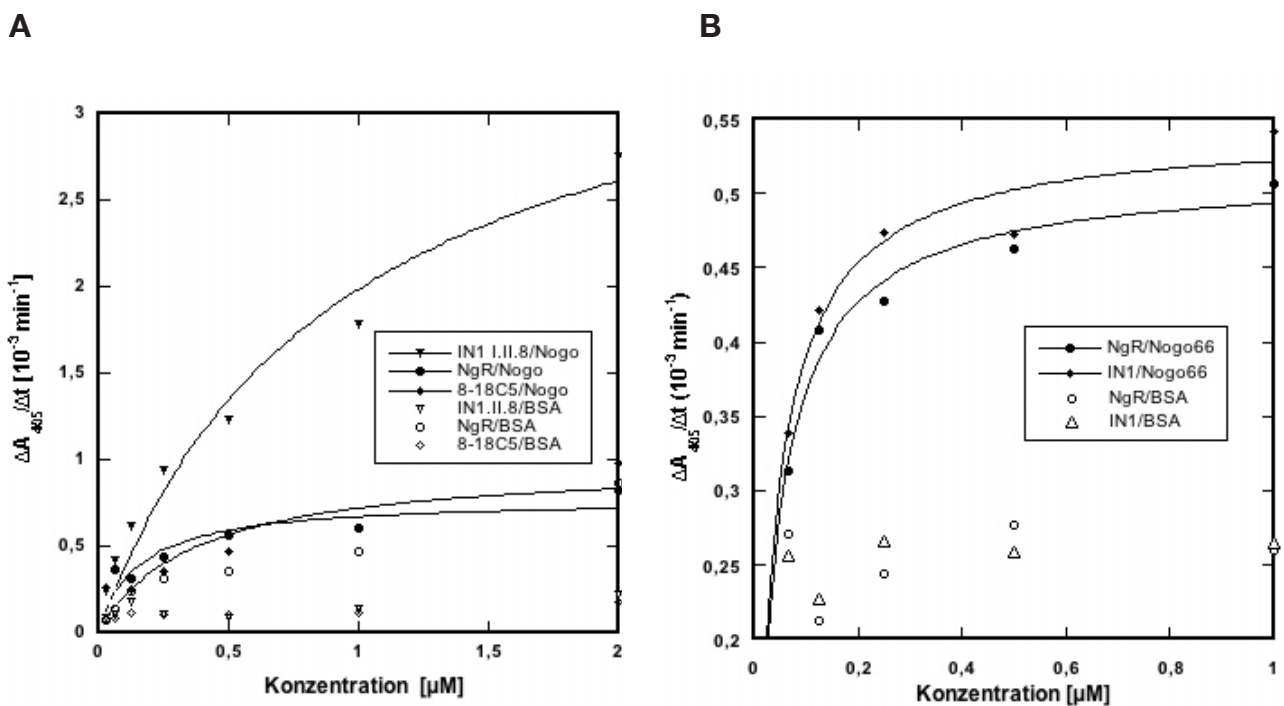 A
B
3
2,5
2
1,5
1
0,5
0
ΔA405/Δt [10-3 min-1]
IN1 I.II.8/Nogo
NgR/Nogo
8-18C5/Nogo
IN1.II.8/BSA
NgR/BSA
8-18C5/BSA
0 0,5 1 1,5 2
Konzentration [µM]
0,55
0,5
0,45
0,4
0,35
0,3
0,25
0,2
ΔA405/Δt (10-3 min-1)
NgR/Nogo66
IN1/Nogo66
NgR/BSA
IN1/BSA
0 0,2 0,4 0,6 0,8 1
Konzentration [µM]